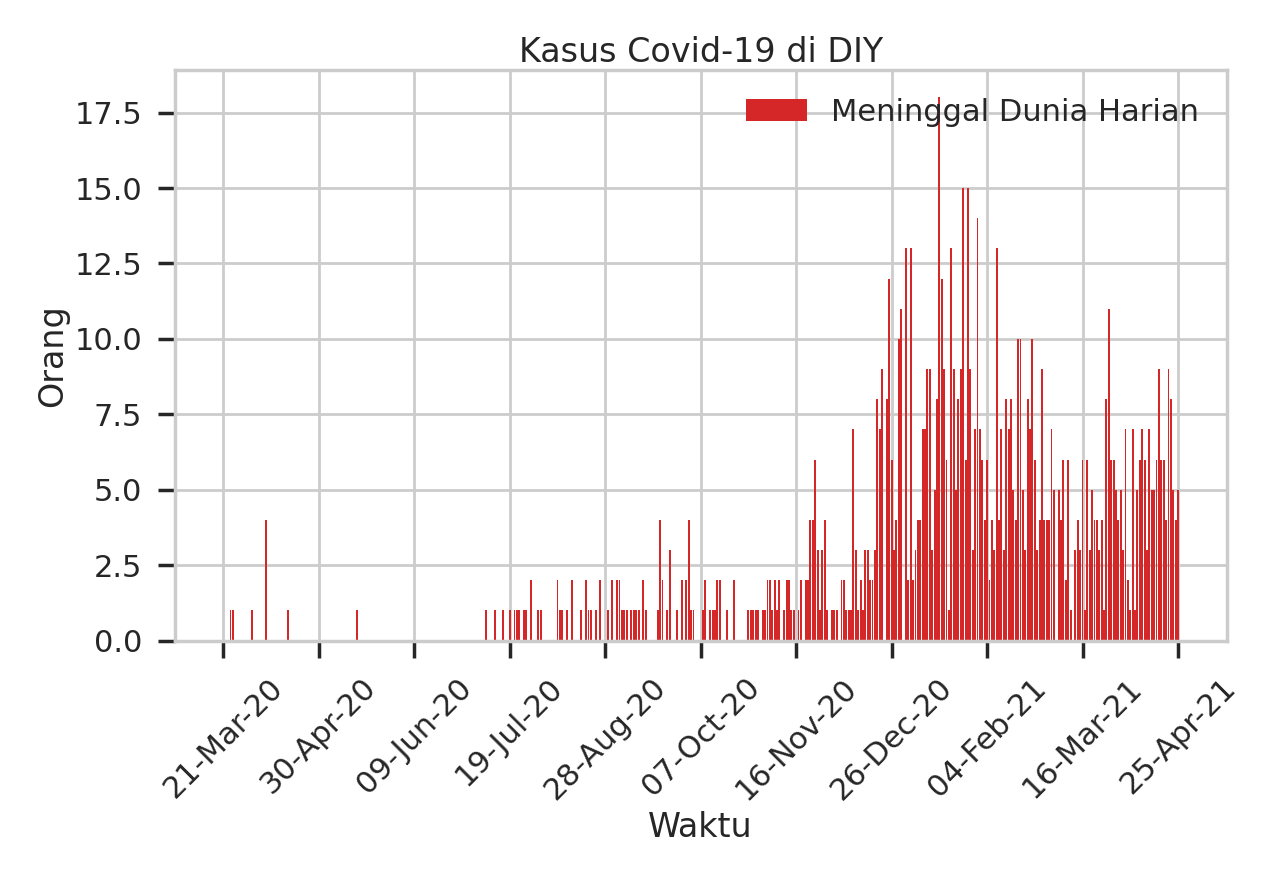 Kasus Covid-19 di DIY
Meninggal Dunia Harian
17.5
15.0
12.5
10.0
7.5
5.0
2.5
0.0
Orang
21-Mar-20
30-Apr-20
09-Jun-20
19-Jul-20
28-Aug-20
07-Oct-20
16-Nov-20
26-Dec-20
04-Feb-21
16-Mar-21
25-Apr-21
Waktu